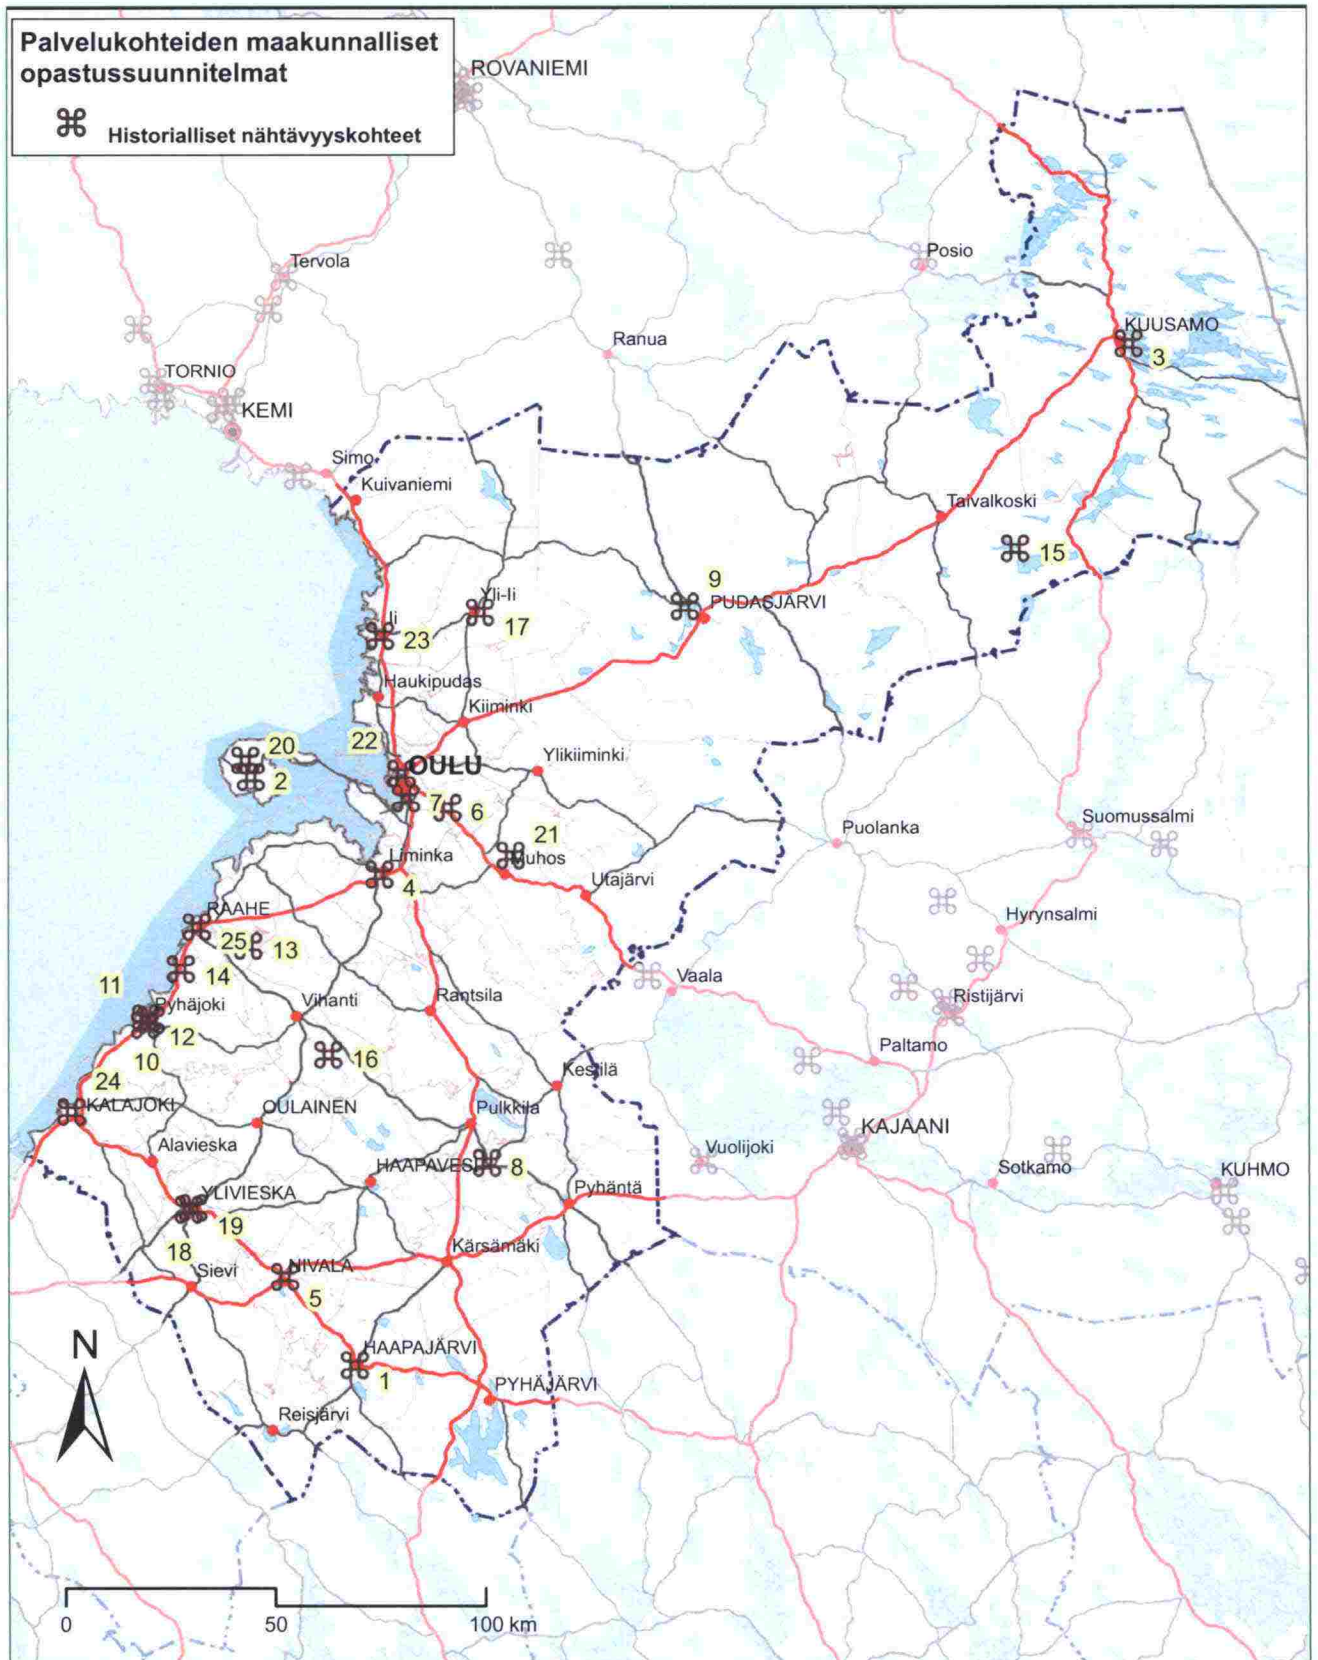 Palvelukohteiden maakunnalliset
opastussuunnitelmat
Historialliset nähtävyyskohteet
ROVANIEMI
Tervola
Posio
KUUSAMO
3
Ranua
TORNIO
KEMI
Simo
Kuivaniemi
Taivalkoski
15
9
PUDASJÄRVI
Yli-Ii
17
Ii
23
Haukipudas
Kiiminki
22
20
OULU
Ylikiiminki
2
7
6
21
Muhos
Puolanka
Suomussalmi
Liminka
4
Utajärvi
RAAHE
Hyrynsalmi
25
13
14
Vaala
11
Pyhäjoki
Vihanti
Rantsila
Ristijärvi
12
10
16
Paltamo
24
Kestilä
KALAJOKI
OULAINEN
Pulkkila
KAJAANI
Alavieska
HAAPAVESI
8
Vuolijoki
Sotkamo
KUHMO
YLIVIESKA
Pyhäntä
19
18
Kärsämäki
Sievi
NIVALA
5
N
HAAPAJÄRVI
1
PYHÄJÄRVI
Reisjärvi
0
50
100 km